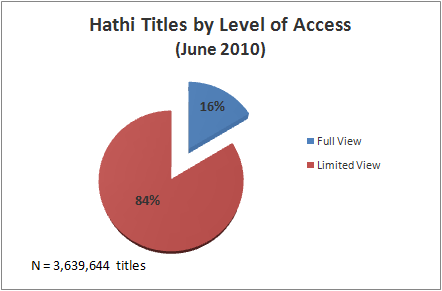 Hathi Titles by Level of Access
(June 2010)
16%
Full View
Limited View
84%
N = 3,639,644 titles